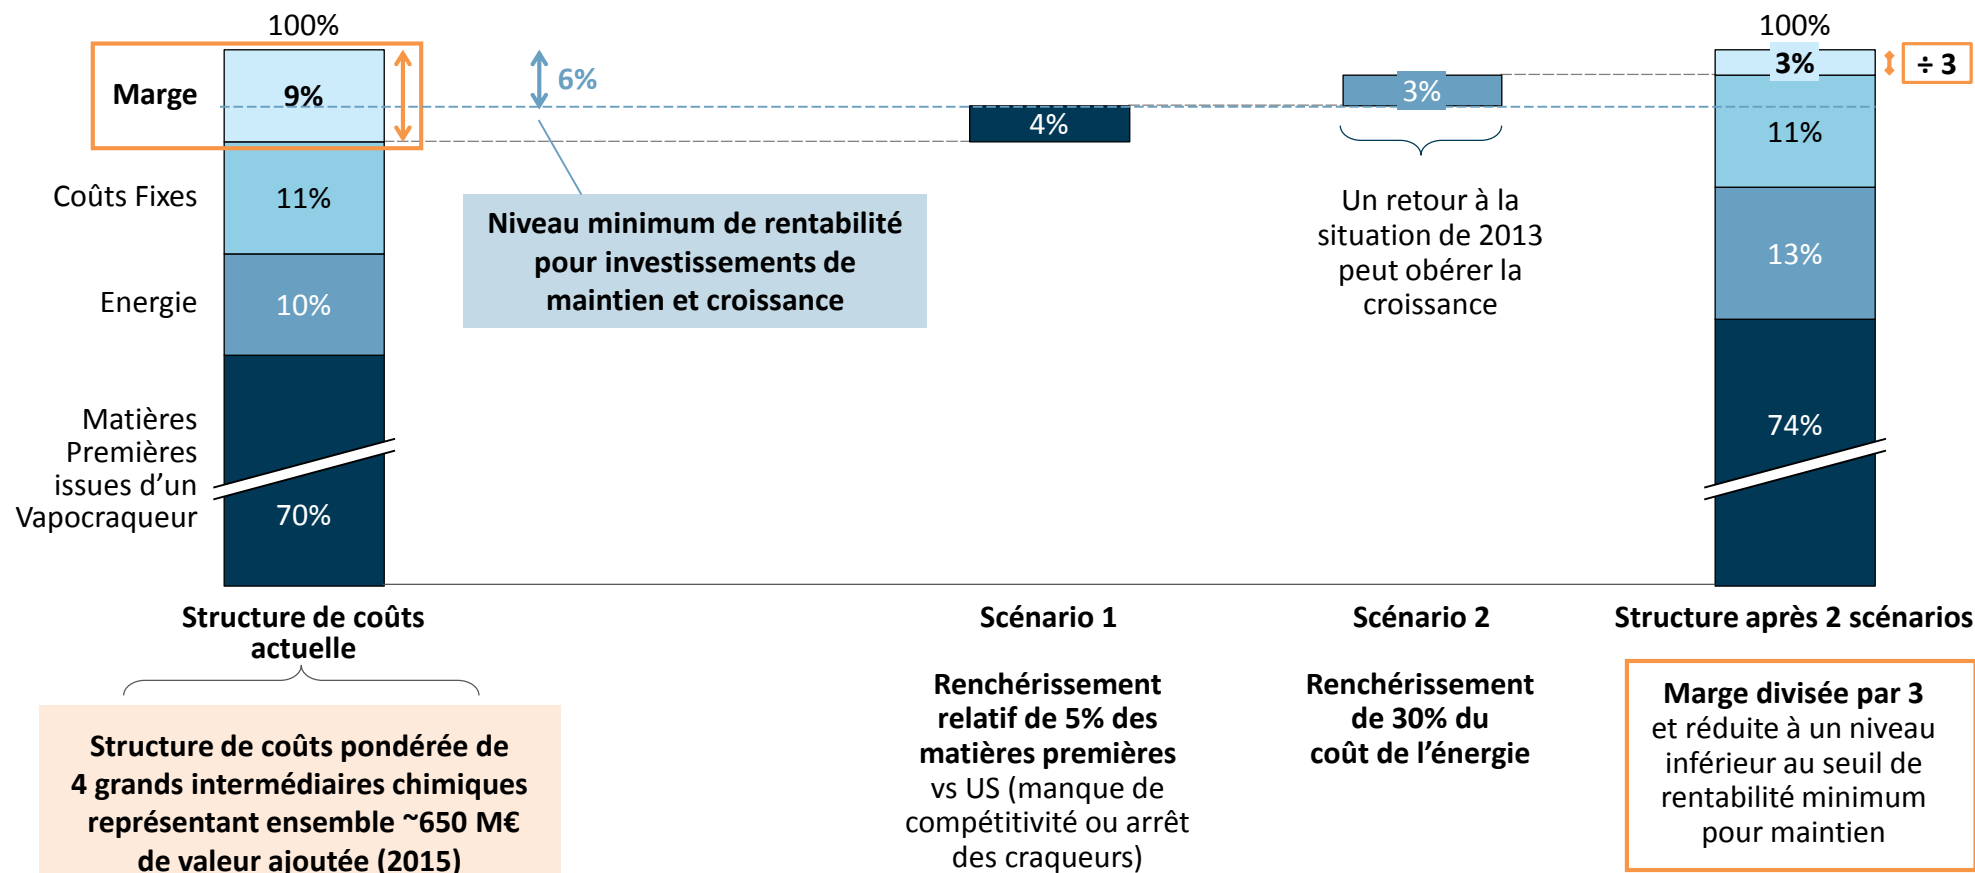 100%
100%
Marge
9%
6%
4%
3%
3%
÷ 3
11%
Coûts Fixes
11%
Niveau minimum de rentabilité
pour investissements de
maintien et croissance
Un retour à la
situation de 2013
peut obérer la
croissance
13%
Energie
10%
Matières
Premières
issues d’un
Vapocraqueur
70%
74%
Structure de coûts
actuelle
Scénario 1
Scénario 2
Structure après 2 scénarios
Structure de coûts pondérée de
4 grands intermédiaires chimiques
représentant ensemble ~650 M€
de valeur ajoutée (2015)
Renchérissement
relatif de 5% des
matières premières
vs US (manque de
compétitivité ou arrêt
des craqueurs)
Renchérissement
de 30% du
coût de l’énergie
Marge divisée par 3
et réduite à un niveau
inférieur au seuil de
rentabilité minimum
pour maintien